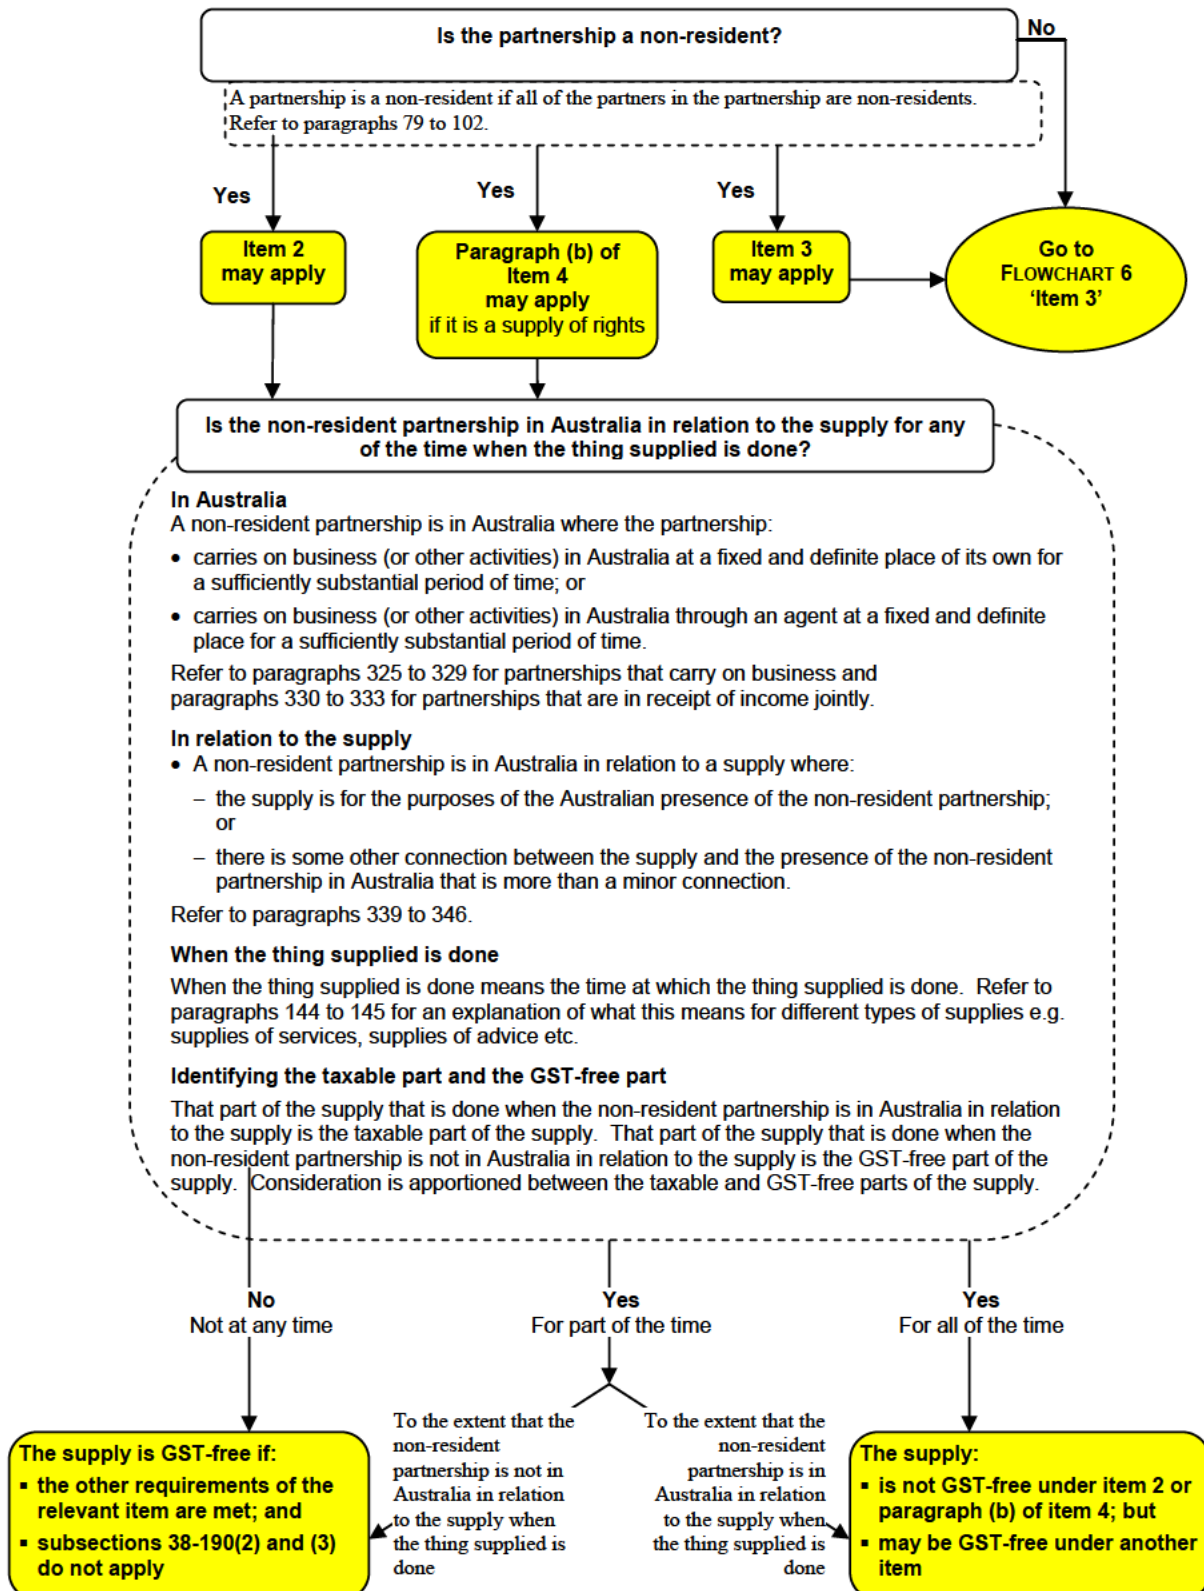 Is the partnership a non-resident?
No
A partnership is a non-resident if all of the partners in the partnership are non-residents.
Refer to paragraphs 79 to 102.
Yes
Yes
Yes
Item 2
may apply
Paragraph (b) of
Item 4
may apply
if it is a supply of rights
Item 3
may apply
Go to
FLOWCHART 6
‘Item 3’
Is the non-resident partnership in Australia in relation to the supply for any
of the time when the thing supplied is done?
In Australia
A non-resident partnership is in Australia where the partnership:
• carries on business (or other activities) in Australia at a fixed and definite place of its own for
a sufficiently substantial period of time; or
• carries on business (or other activities) in Australia through an agent at a fixed and definite
place for a sufficiently substantial period of time.
Refer to paragraphs 325 to 329 for partnerships that carry on business and
paragraphs 330 to 333 for partnerships that are in receipt of income jointly.
In relation to the supply
• A non-resident partnership is in Australia in relation to a supply where:
– the supply is for the purposes of the Australian presence of the non-resident partnership;
or
– there is some other connection between the supply and the presence of the non-resident
partnership in Australia that is more than a minor connection.
Refer to paragraphs 339 to 346.
When the thing supplied is done
When the thing supplied is done means the time at which the thing supplied is done. Refer to
paragraphs 144 to 145 for an explanation of what this means for different types of supplies e.g.
supplies of services, supplies of advice etc.
Identifying the taxable part and the GST-free part
That part of the supply that is done when the non-resident partnership is in Australia in relation
to the supply is the taxable part of the supply. That part of the supply that is done when the
non-resident partnership is not in Australia in relation to the supply is the GST-free part of the
supply. Consideration is apportioned between the taxable and GST-free parts of the supply.
No
Not at any time
Yes
For part of the time
Yes
For all of the time
The supply is GST-free if:
▪ the other requirements of the
relevant item are met; and
▪ subsections 38-190(2) and (3)
do not apply
To the extent that the
non-resident
partnership is not in
Australia in relation
to the supply when
the thing supplied is
done
To the extent that the
non-resident
partnership is in
Australia in relation
to the supply when
the thing supplied is
done
The supply:
▪ is not GST-free under item 2 or
paragraph (b) of item 4; but
▪ may be GST-free under another
item